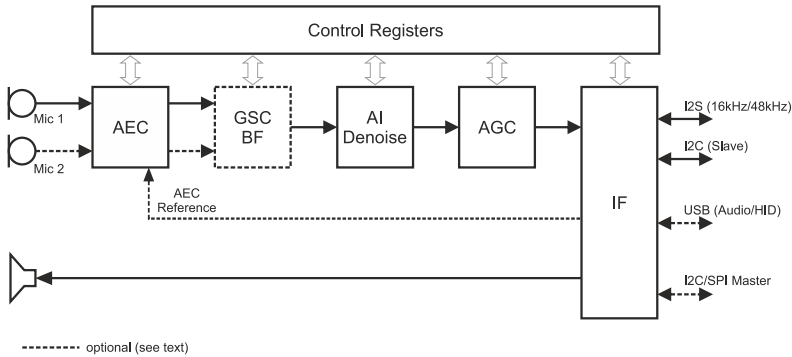 Control Registers
Mic 1
Mic 2
AEC
GSC
BF
AI
Denoise
AGC
IF
I2S (16kHz/48kHz)
I2C (Slave)
USB (Audio/HID)
I2C/SPI Master
AEC
Reference
optional (see text)